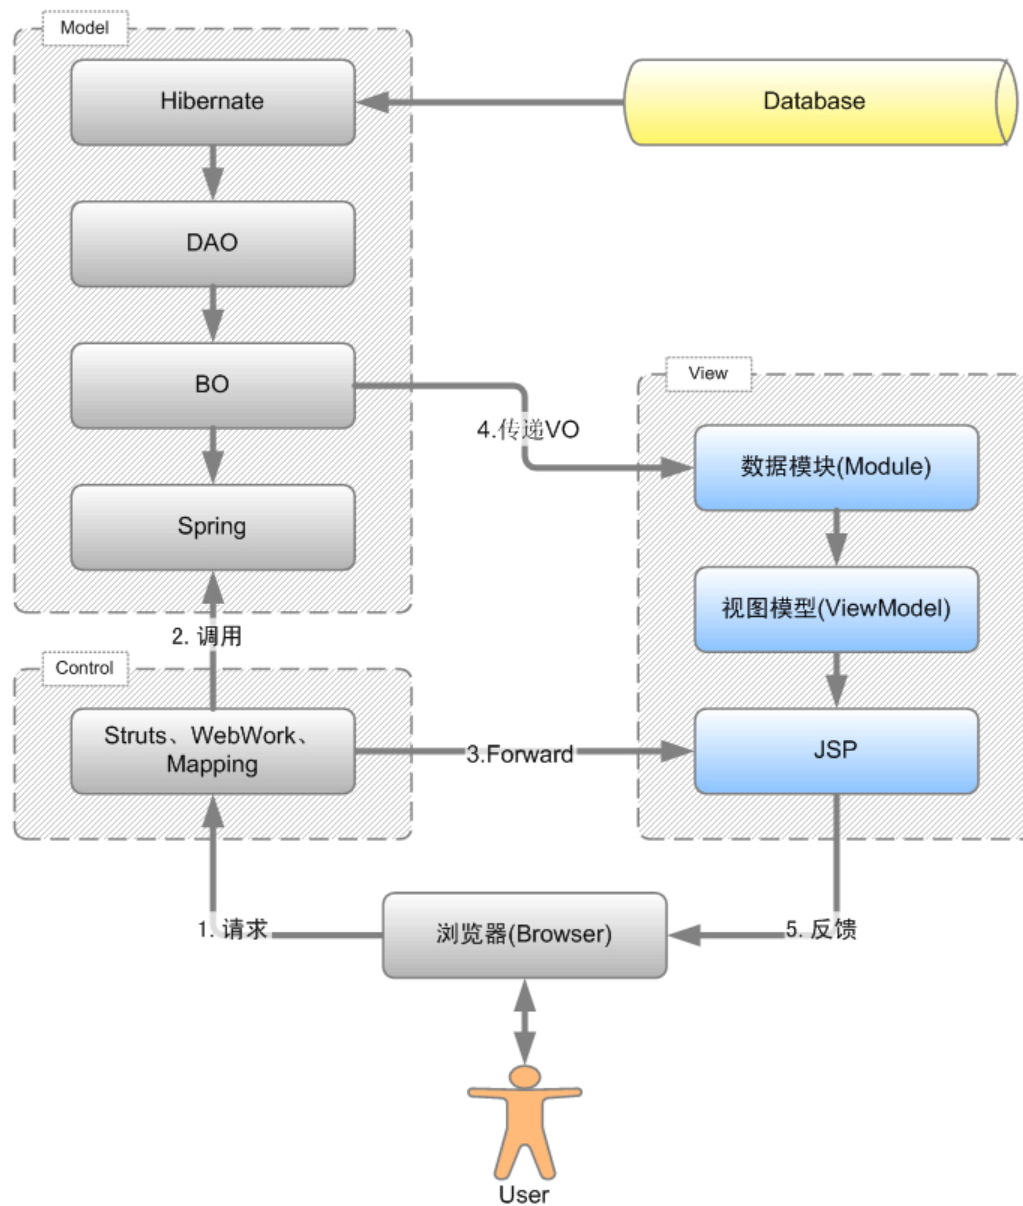 Model
Hibernate
Database
DAO
BO
View
4.传递VO
数据模块(Module)
Spring
视图模型(ViewModel)
2. 调用
Control
Struts、WebWork、
Mapping
3.Forward
JSP
1. 请求
浏览器(Browser)
5. 反馈
User